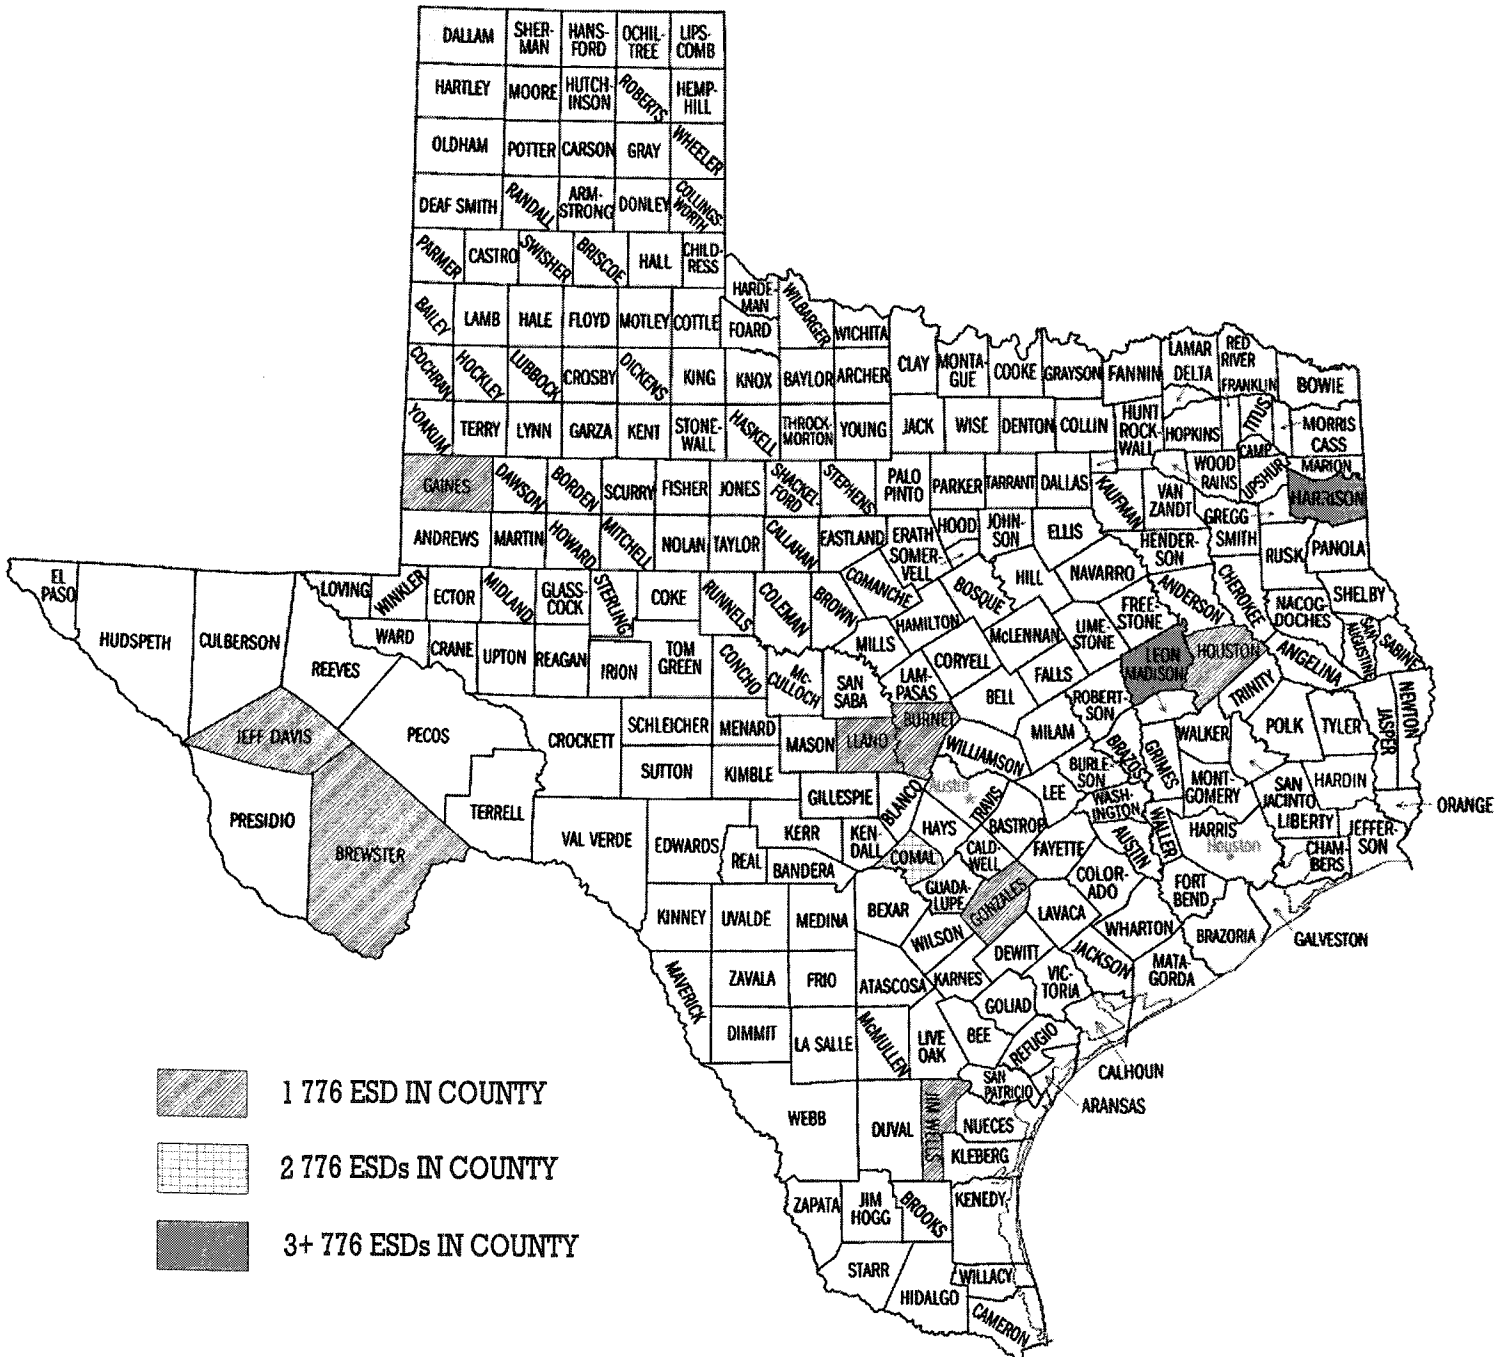 DALLAM
SHER-
MAN
HANS-
FORD
OCHIL-
TREE
LIPS-
COMB
HARTLEY
MOORE
HUTCH-
INSON
ROBERTS
HEMP-
HILL
OLDHAM
POTTER
CARSON
GRAY
WHEELER
DEAF SMITH
RANDALL
ARM-
STRONG
DONLEY
COLLINGS-
WORTH
PARMER
CASTRO
SWISHER
BRISCOE
HALL
CHILD-
RESS
HARDE-
MAN
BAILEY
LAMB
HALE
FLOYD
MOTLEY
COTTLE
FOARD
WILBARGER
WICHITA
COCHRAN
HOCKLEY
LUBBOCK
CROSBY
DICKENS
KING
KNOX
BAYLOR
ARCHER
CLAY
MONTA-
GUE
COOKE
GRAYSON
FANNIN
LAMAR
DELTA
RED
RIVER
FRANKLIN
BOWIE
YOAKUM
TERRY
LYNN
GARZA
KENT
STONE-
WALL
HASKELL
THROCK-
MORTON
YOUNG
JACK
WISE
DENTON
COLLIN
HUNT
ROCK-
WALL
HOPKINS
TITUS
MORRIS
CASS
CAMP
WOOD
RAINS
UPSHUR
MARION
HARRISON
GAINES
DAWSON
BORDEN
SCURRY
FISHER
JONES
SHACKEL-
FORD
STEPHENS
PALO
PINTO
PARKER
TARRANT
DALLAS
KAUFMAN
VAN
ZANDT
GREGG
SMITH
ANDREWS
MARTIN
HOWARD
MITCHELL
NOLAN
TAYLOR
CALLAHAN
EASTLAND
ERATH
SOMER-
VELL
HOOD
JOHN-
SON
ELLIS
HENDER-
SON
RUSK
PANOLA
EL
PASO
HUDSPETH
CULBERSON
LOVING
WINKLER
ECTOR
MIDLAND
GLASS-
COCK
STERLING
COKE
RUNNELS
COLEMAN
BROWN
COMANCHE
BOSQUE
HILL
NAVARRO
ANDERSON
CHEROKEE
NACOG-
DOCHES
SHELBY
REEVES
WARD
CRANE
UPTON
REAGAN
IRION
TOM
GREEN
CONCHO
Mc-
CULLOCH
SAN
SABA
MILLS
HAMILTON
McLENNAN
LIME-
STONE
FREE-
STONE
CORYELL
LAM-
PASAS
FALLS
BELL
LEON
MADISON
HOUSTON
ANGELINA
SAN
AUGUSTINE
SABINE
TRINITY
ROBERT-
SON
NEWTON
JASPER
JEFF DAVIS
PECOS
CROCKETT
SCHLEICHER
MENARD
MASON
LLANO
BURNET
WILLIAMSON
MILAM
BRAZOS
GRIMES
WALKER
POLK
TYLER
SUTTON
KIMBLE
GILLESPIE
BLANCO
Austin
TRAVIS
LEE
BURLE-
SON
WASH-
INGTON
MONT-
GOMERY
SAN
JACINTO
HARDIN
ORANGE
PRESIDIO
BREWSTER
TERRELL
VAL VERDE
EDWARDS
KERR
REAL
BANDERA
KEN-
DALL
HAYS
COMAL
CALD-
WELL
BASTROP
FAYETTE
AUSTIN
WALLER
HARRIS
Houston
LIBERTY
JEFFER-
SON
CHAM-
BERS
KINNEY
UVALDE
MEDINA
BEXAR
GUADA-
LUPE
GONZALES
COLOR-
ADO
FORT
BEND
LAVACA
WHARTON
BRAZORIA
GALVESTON
WILSON
DEWITT
JACKSON
MATA-
GORDA
MAVERICK
ZAVALA
FRIO
ATASCOSA
KARNES
VIC-
TORIA
GOLIAD
DIMMIT
LA SALLE
McMULLEN
LIVE
OAK
BEE
REFUGIO
CALHOUN
SAN
PATRICIO
ARANSAS
1 776 ESD IN COUNTY
WEBB
DUVAL
JIM WELLS
NUECES
KLEBERG
2 776 ESDs IN COUNTY
ZAPATA
JIM
HOGG
BROOKS
KENEDY
3+ 776 ESDs IN COUNTY
STARR
HIDALGO
WILLACY
CAMERON